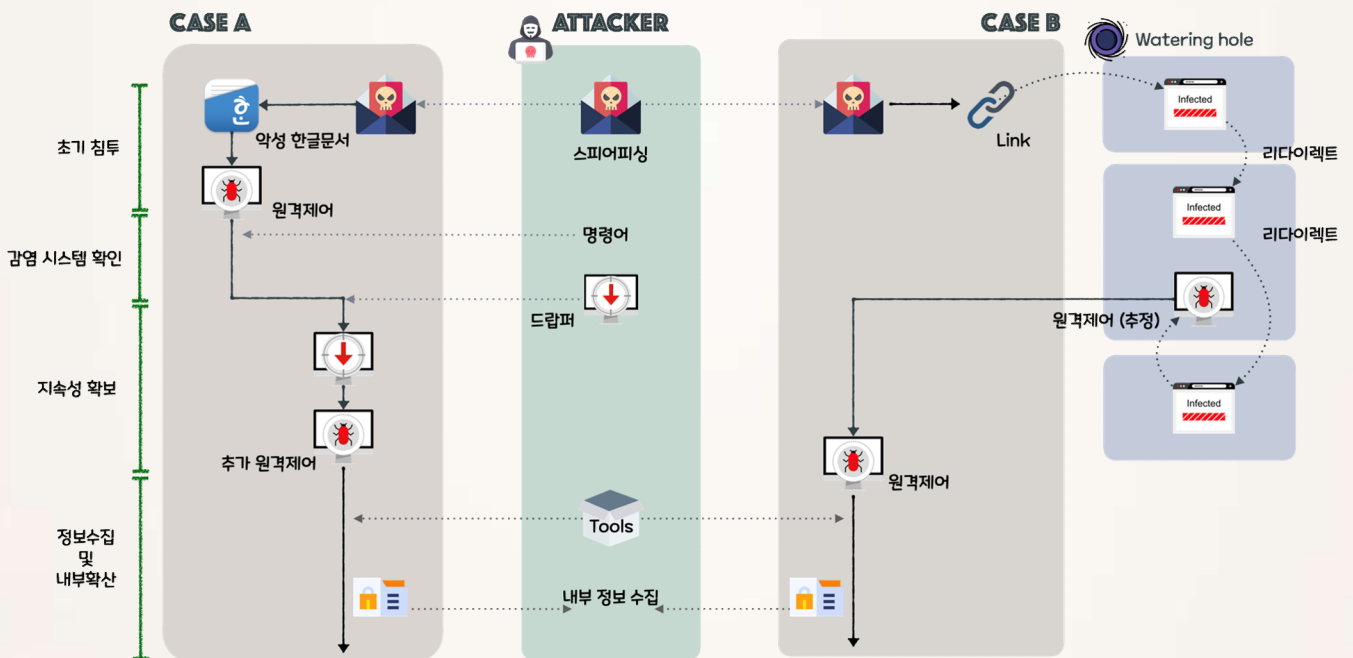 CASE A
ATTACKER
CASE B
Watering hole
초기 침투
한
악성 한글문서
스피어피싱
Link
Infected
리다이렉트
원격제어
Infected
감염 시스템 확인
명령어
리다이렉트
드랍퍼
원격제어 (추정)
지속성 확보
Infected
추가 원격제어
원격제어
정보수집
및
내부확산
Tools
내부 정보 수집